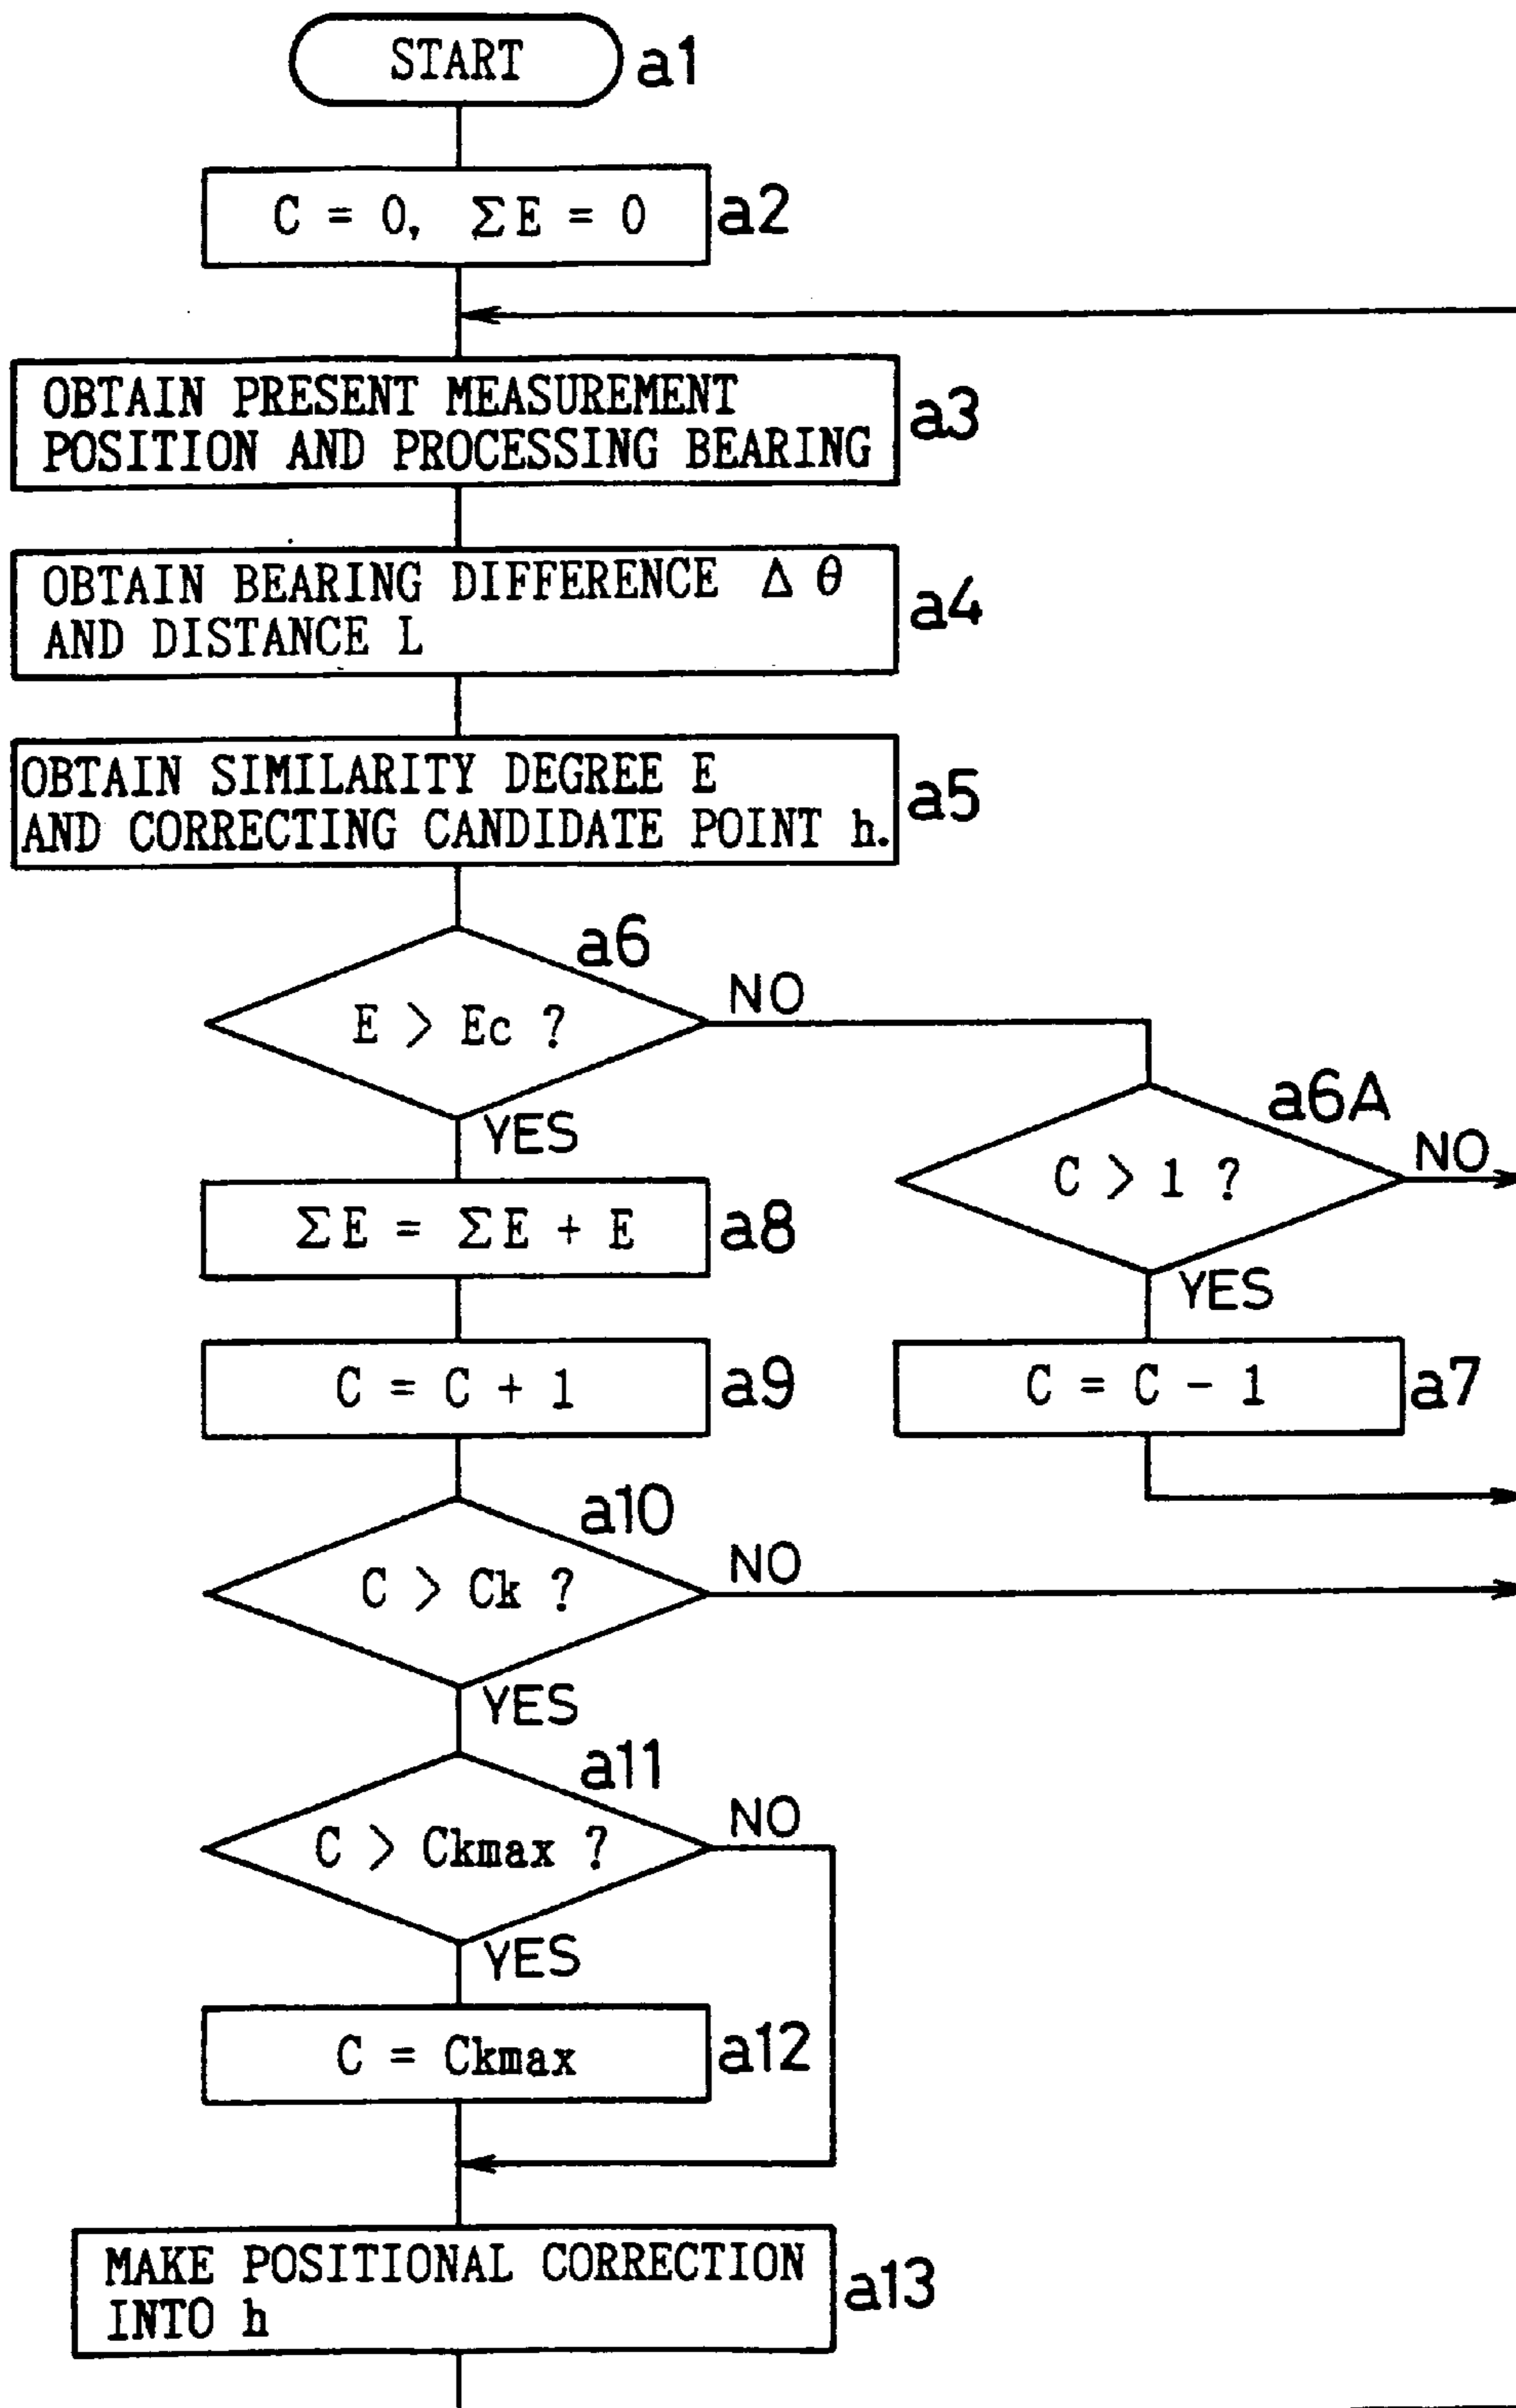 START a1
C = 0, ΣE = 0 a2
OBTAIN PRESENT MEASUREMENT
POSITION AND PROCESSING BEARING
a3
OBTAIN BEARING DIFFERENCE Δθ
AND DISTANCE L
a4
OBTAIN SIMILARITY DEGREE E
AND CORRECTING CANDIDATE POINT h.
a5
a6
E > Ec ?
NO
YES
a6A
C > 1 ?
NO
YES
ΣE = ΣE + E a8
C = C + 1 a9
C = C - 1 a7
a10
C > Ck ?
NO
YES
a11
C > Ckmax ?
NO
YES
C = Ckmax a12
MAKE POSITIONAL CORRECTION
INTO h
a13